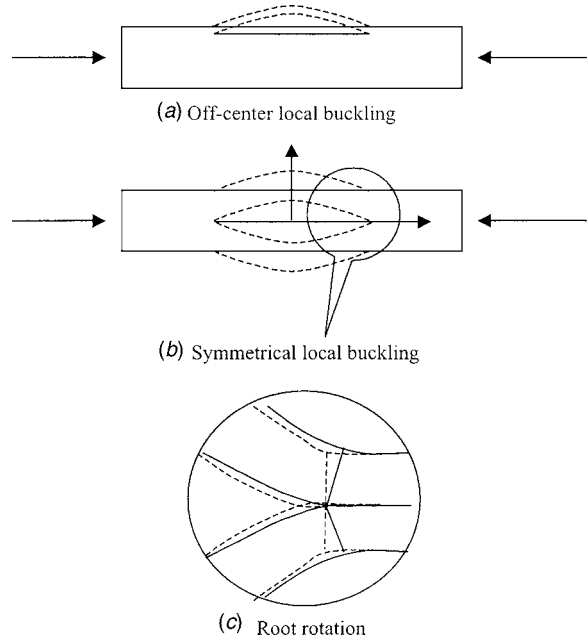 (a) Off-center local buckling
(b) Symmetrical local buckling
(c) Root rotation